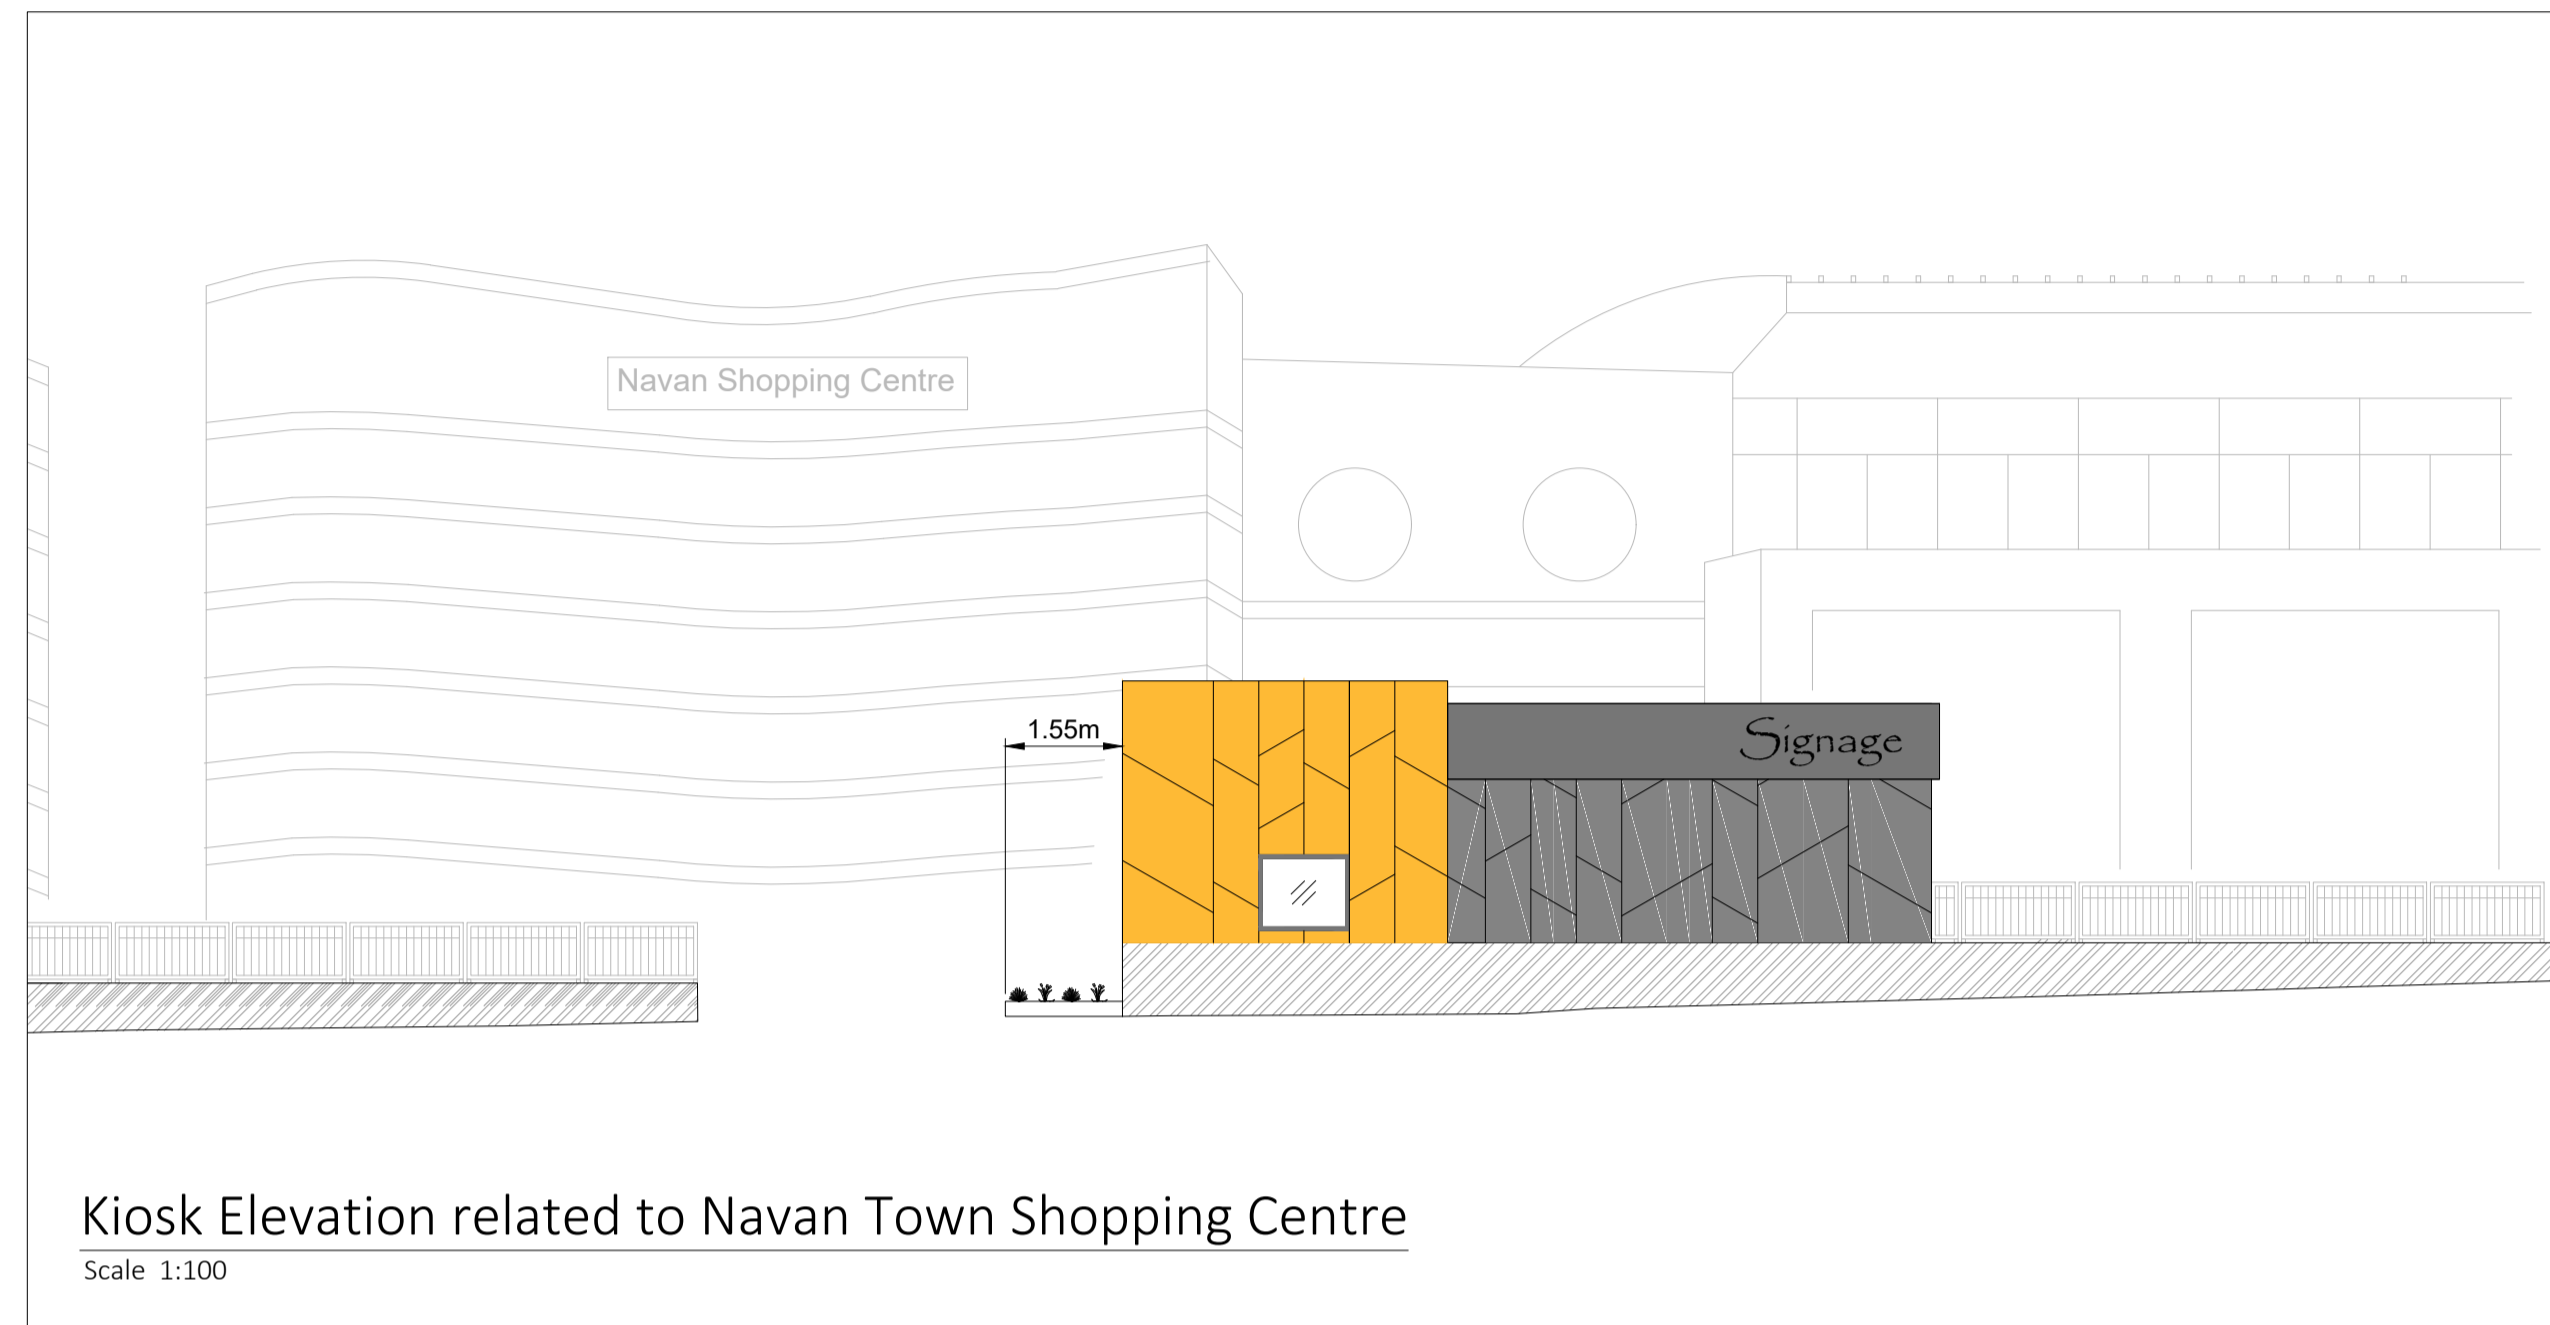 Navan Shopping Centre
1.55m
Signage
Kiosk Elevation related to Navan Town Shopping Centre
Scale 1:100